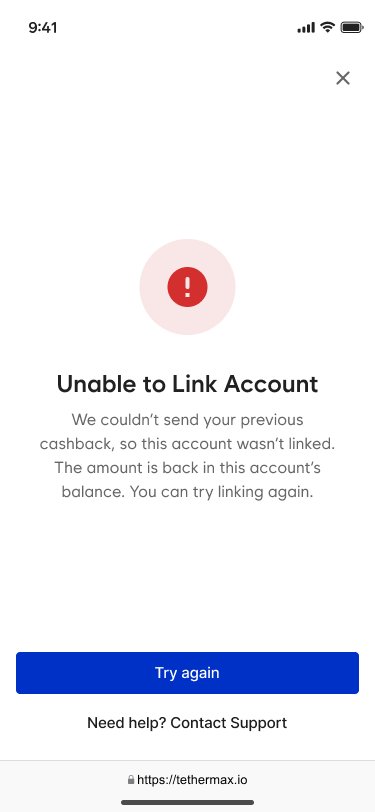 9:41
Unable to Link Account
We couldn’t send your previous
cashback, so this account wasn’t linked.
The amount is back in this account’s
balance. You can try linking again.
Try again
Need help? Contact Support
https://tethermax.io